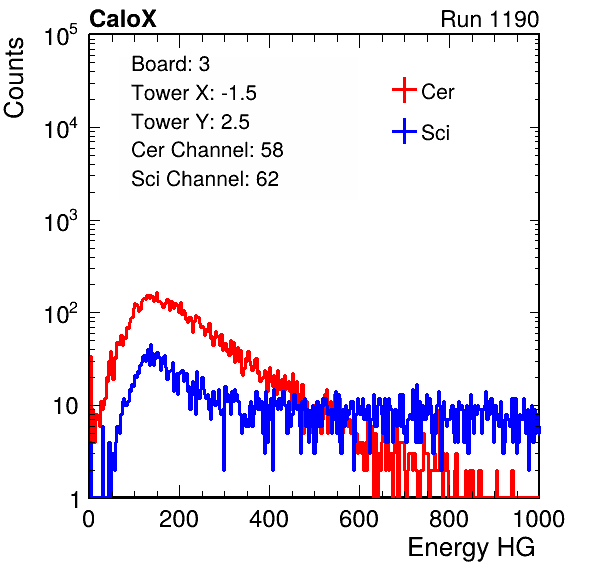 CaloX Run 1190
Counts
10^5
10^4
10^3
10^2
10
1
Board: 3
Tower X: -1.5
Tower Y: 2.5
Cer Channel: 58
Sci Channel: 62
Cer
Sci
0 200 400 600 800 1000
Energy HG